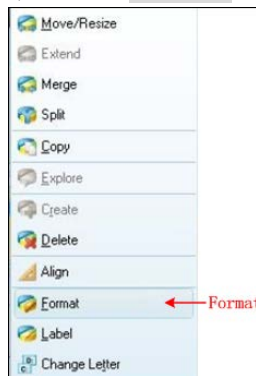 Move/Resize
Extend
Merge
Split
Copy
Explore
Create
Delete
Align
Format
Format
Label
Change Letter